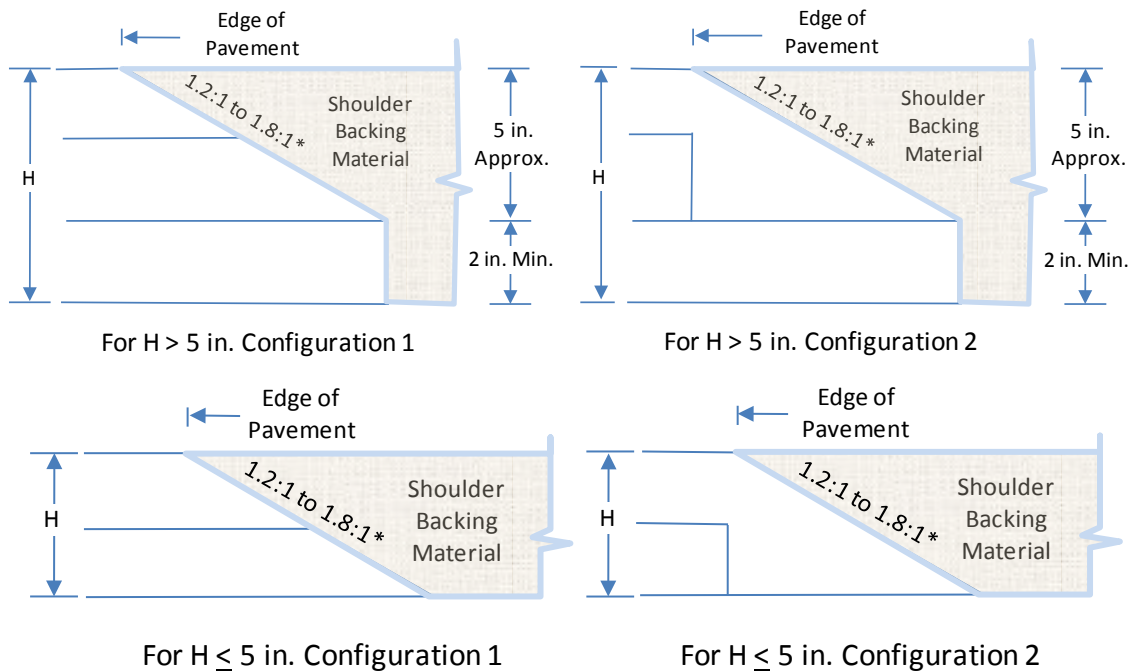 Edge of
Pavement
H
1.2:1 to 1.8:1*
Shoulder
Backing
Material
5 in.
Approx.
2 in. Min.
For H > 5 in. Configuration 1
Edge of
Pavement
H
1.2:1 to 1.8:1*
Shoulder
Backing
Material
5 in.
Approx.
2 in. Min.
For H > 5 in. Configuration 2
Edge of
Pavement
H
1.2:1 to 1.8:1*
Shoulder
Backing
Material
For H ≤ 5 in. Configuration 1
Edge of
Pavement
H
1.2:1 to 1.8:1*
Shoulder
Backing
Material
For H ≤ 5 in. Configuration 2